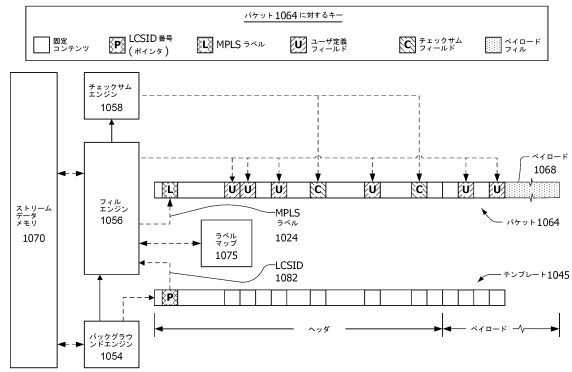 パケット 1064 に対するキー
固定
コンテンツ
P
LCSID 番号
(ポインタ)
L
MPLS ラベル
U
ユーザ定義
フィールド
C
チェックサム
フィールド
ペイロード
フィル
チェックサム
エンジン
1058
ストリーム
データ
メモリ
1070
フィル
エンジン
1056
L U U U C U C U U
ペイロード
1068
MPLS
ラベル
1024
パケット 1064
ラベル
マップ
1075
LCSID
1082
テンプレート 1045
P
バックグラウ
ンドエンジン
1054
ヘッダ
ペイロード